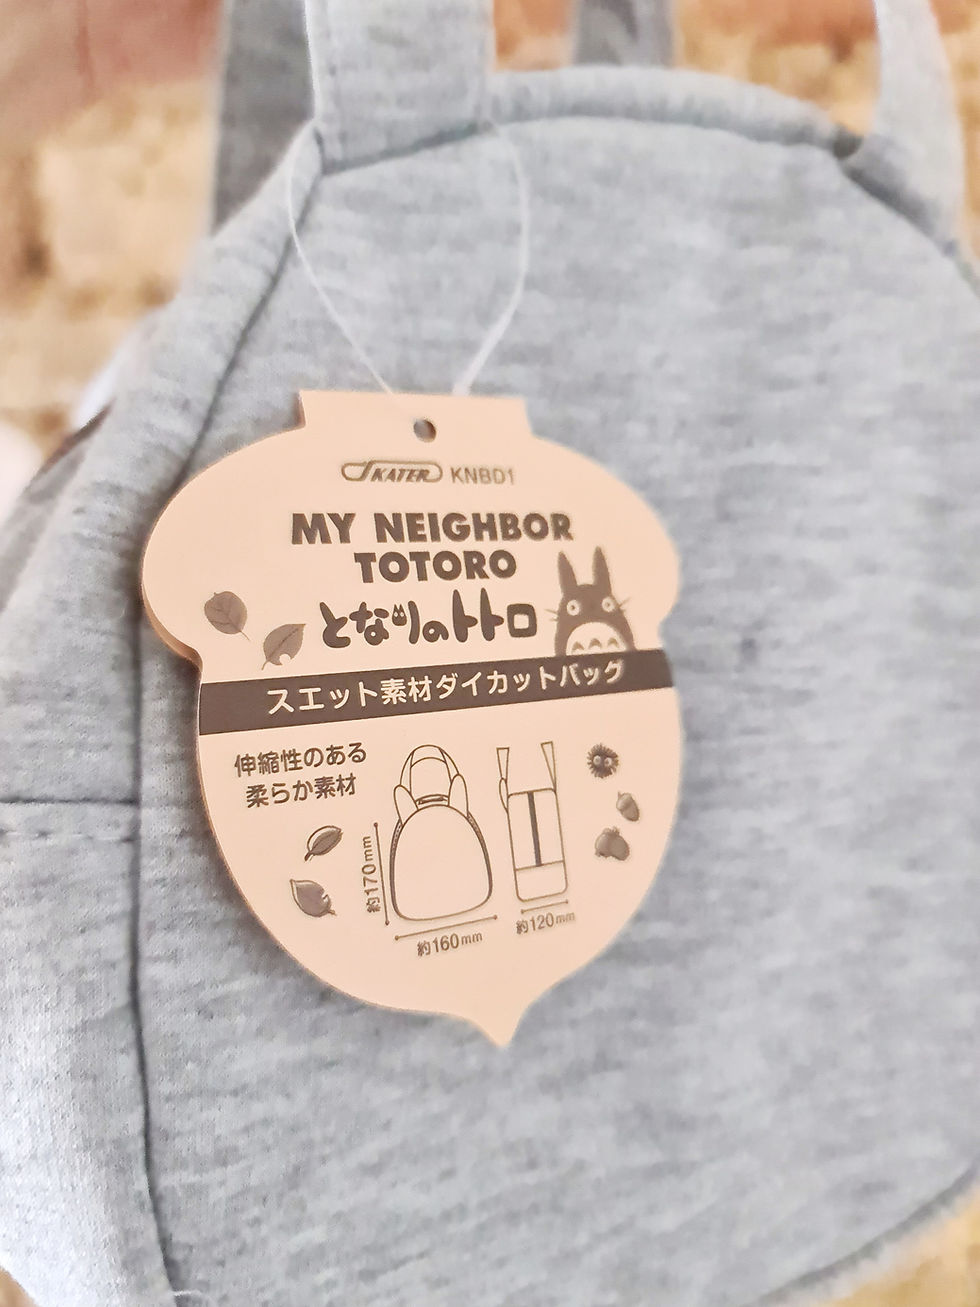 SKATER KNBD1
MY NEIGHBOR
TOTORO
となりのトトロ
スエット素材ダイカットバッグ
伸縮性のある
柔らか素材
約170mm
約160mm
約120mm